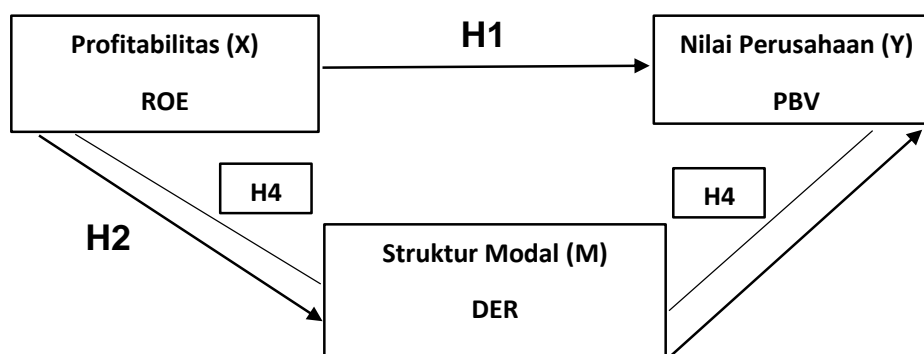 Profitabilitas (X)
ROE
H1
Nilai Perusahaan (Y)
PBV
H4
H4
H2
Struktur Modal (M)
DER